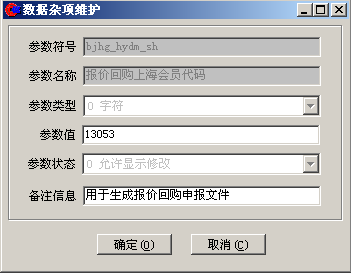 数据杂项维护
参数符号 bjhg_hydm_sh
参数名称 报价回购上海会员代码
参数类型 0 字符
参数值 13053
参数状态 0 允许显示修改
备注信息 用于生成报价回购申报文件
确定(O) 取消(C)